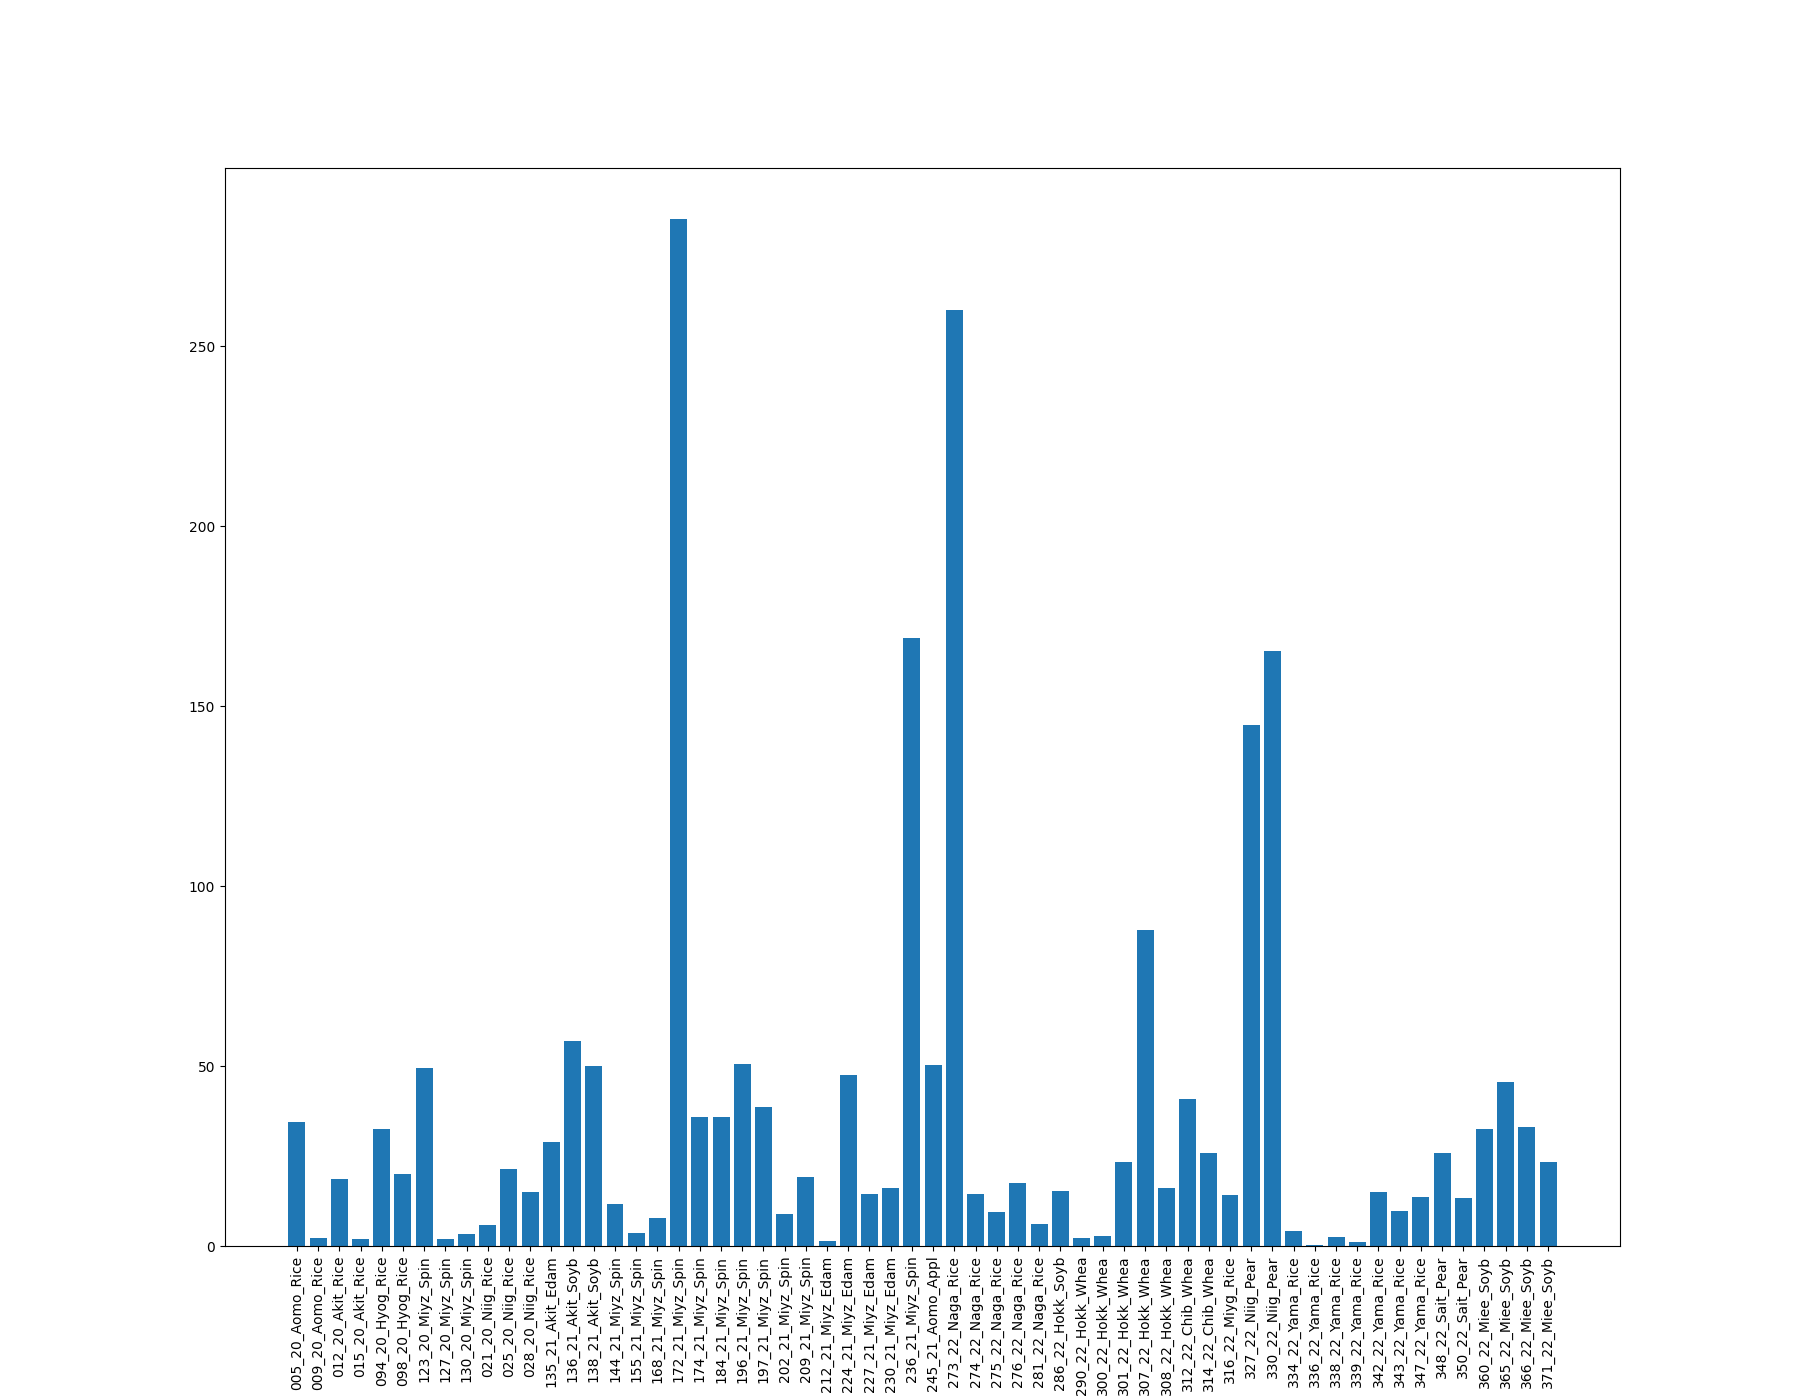 250
200
150
100
50
0
005_20_Aomo_Rice
009_20_Aomo_Rice
012_20_Akit_Rice
015_20_Akit_Rice
094_20_Hyog_Rice
098_20_Hyog_Rice
123_20_Miyz_Spin
127_20_Miyz_Spin
130_20_Miyz_Spin
021_20_Niig_Rice
025_20_Niig_Rice
028_20_Niig_Rice
135_21_Akit_Edam
136_21_Akit_Soyb
138_21_Akit_Soyb
144_21_Miyz_Spin
155_21_Miyz_Spin
168_21_Miyz_Spin
172_21_Miyz_Spin
174_21_Miyz_Spin
184_21_Miyz_Spin
196_21_Miyz_Spin
197_21_Miyz_Spin
202_21_Miyz_Spin
209_21_Miyz_Spin
212_21_Miyz_Edam
224_21_Miyz_Edam
227_21_Miyz_Edam
230_21_Miyz_Edam
236_21_Miyz_Spin
245_21_Aomo_Appl
273_22_Naga_Rice
274_22_Naga_Rice
275_22_Naga_Rice
276_22_Naga_Rice
281_22_Naga_Rice
286_22_Hokk_Soyb
290_22_Hokk_Whea
300_22_Hokk_Whea
301_22_Hokk_Whea
307_22_Hokk_Whea
308_22_Hokk_Whea
312_22_Chib_Whea
314_22_Chib_Whea
316_22_Miyg_Rice
327_22_Niig_Pear
330_22_Niig_Pear
334_22_Yama_Rice
336_22_Yama_Rice
338_22_Yama_Rice
339_22_Yama_Rice
342_22_Yama_Rice
343_22_Yama_Rice
347_22_Yama_Rice
348_22_Sait_Pear
350_22_Sait_Pear
360_22_Miee_Soyb
365_22_Miee_Soyb
366_22_Miee_Soyb
371_22_Miee_Soyb